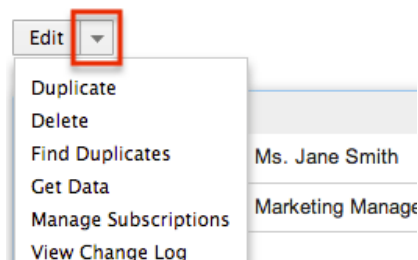 Edit
Duplicate
Delete
Find Duplicates
Ms. Jane Smith
Get Data
Manage Subscriptions
Marketing Manage
View Change Log